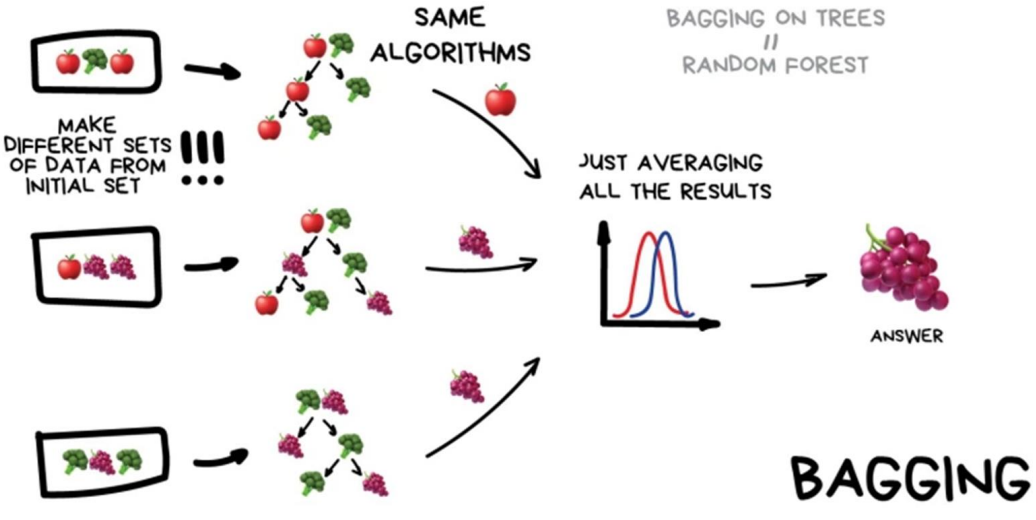 SAME
ALGORITHMS
BAGGING ON TREES
=
RANDOM FOREST
MAKE
DIFFERENT SETS
OF DATA FROM
INITIAL SET
!!!
JUST AVERAGING
ALL THE RESULTS
ANSWER
BAGGING